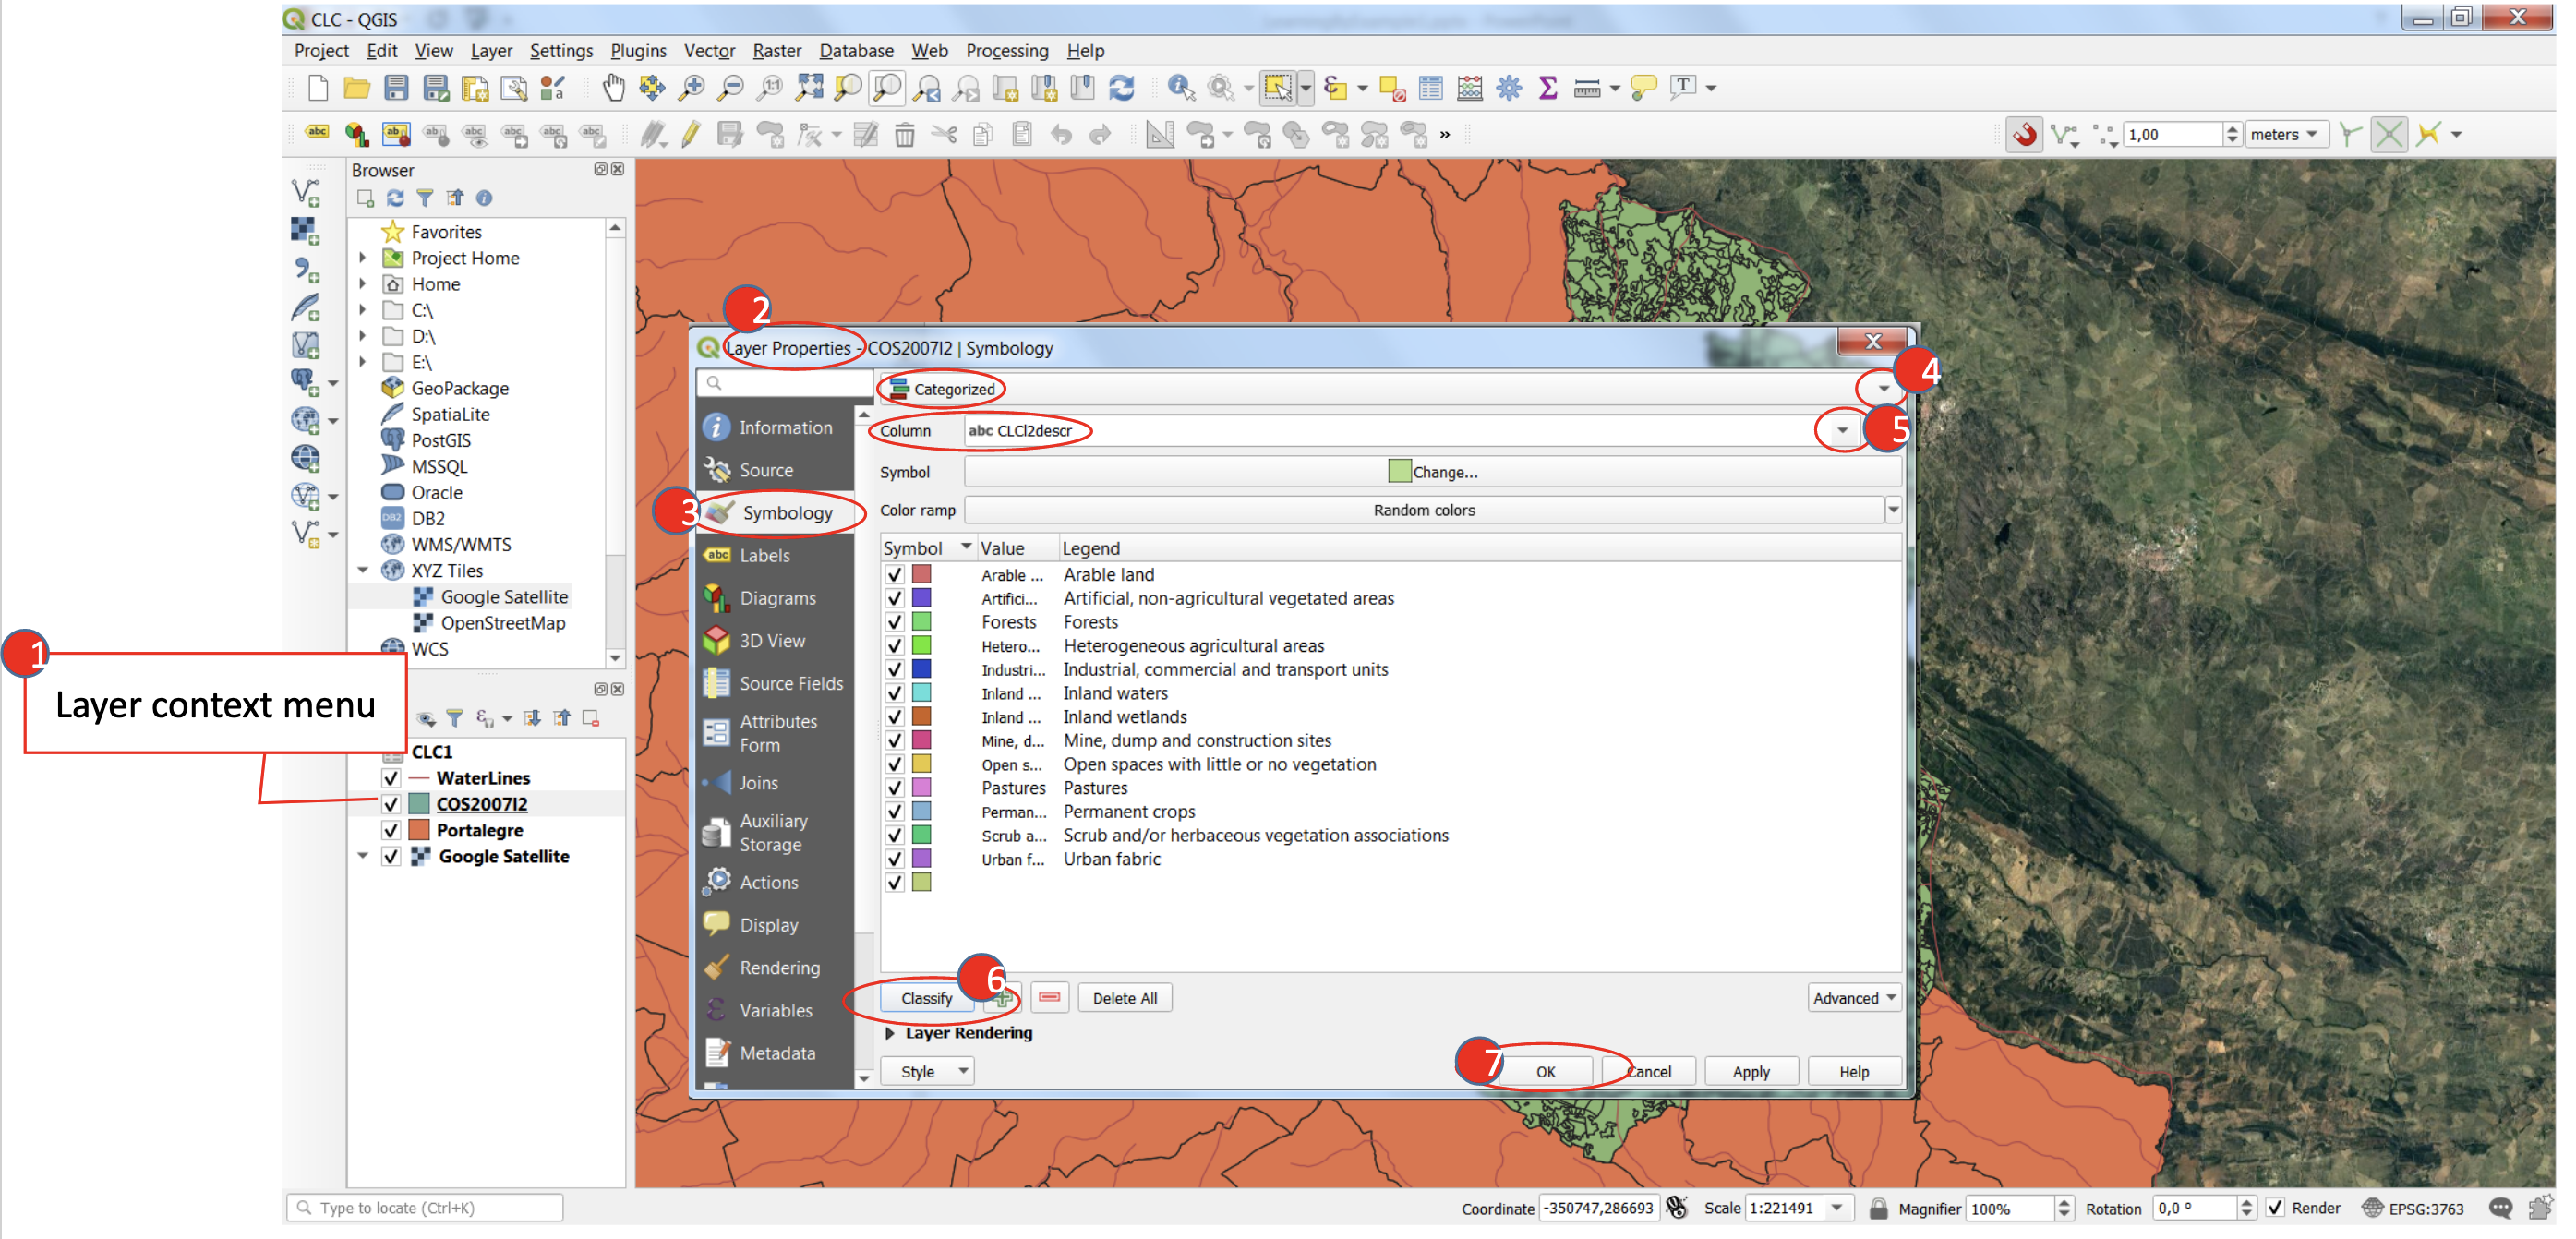 CLC - QGIS
Project Edit View Layer Settings Plugins Vector Raster Database Web Processing Help
1,00 meters
Browser
Favorites
Project Home
Home
C:\
D:\
E:\
GeoPackage
SpatiaLite
PostGIS
MSSQL
Oracle
DB2
WMS/WMTS
XYZ Tiles
Google Satellite
OpenStreetMap
WCS
1
Layer context menu
CLC1
WaterLines
COS2007l2
Portalegre
Google Satellite
2
Layer Properties - COS2007l2 | Symbology
Categorized
4
Column abc CLCl2descr
5
Symbol Change...
Color ramp Random colors
Information
Source
3
Symbology
Labels
Diagrams
3D View
Source Fields
Attributes
Form
Joins
Auxiliary
Storage
Actions
Display
Rendering
Variables
Metadata
Symbol Value Legend
Arable ... Arable land
Artifici... Artificial, non-agricultural vegetated areas
Forests Forests
Hetero... Heterogeneous agricultural areas
Industri... Industrial, commercial and transport units
Inland ... Inland waters
Inland ... Inland wetlands
Mine, d... Mine, dump and construction sites
Open s... Open spaces with little or no vegetation
Pastures Pastures
Perman... Permanent crops
Scrub a... Scrub and/or herbaceous vegetation associations
Urban f... Urban fabric
6
Classify Delete All Advanced
Layer Rendering
7
Style OK Cancel Apply Help
Type to locate (Ctrl+K) Coordinate -350747,286693 Scale 1:221491 Magnifier 100% Rotation 0,0 ° Render EPSG:3763